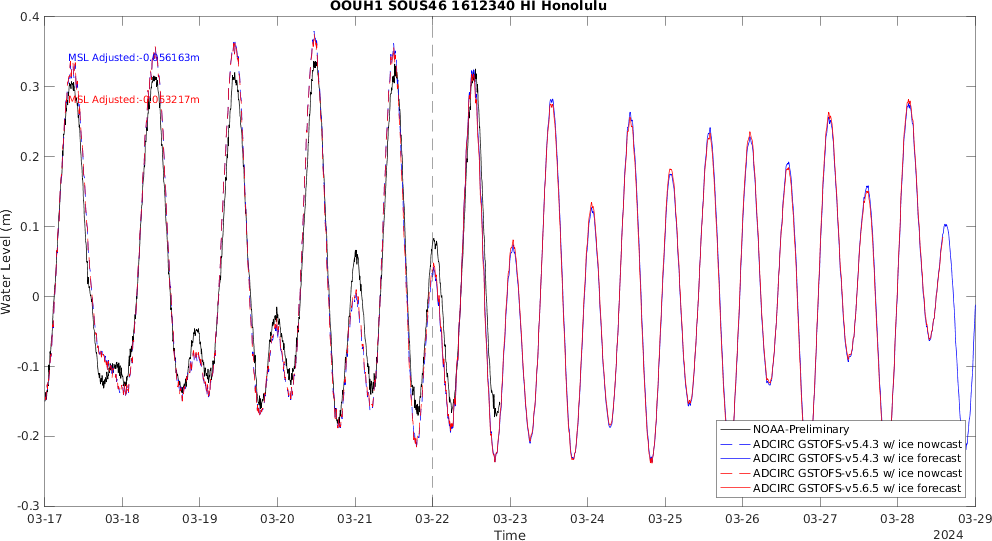 OOUH1 SOUS46 1612340 HI Honolulu
0.4
0.3
0.2
0.1
0
-0.1
-0.2
-0.3
Water Level (m)
MSL Adjusted:-0.056163m
MSL Adjusted:-0.053217m
NOAA-Preliminary
ADCIRC GSTOFS-v5.4.3 w/ ice nowcast
ADCIRC GSTOFS-v5.4.3 w/ ice forecast
ADCIRC GSTOFS-v5.6.5 w/ ice nowcast
ADCIRC GSTOFS-v5.6.5 w/ ice forecast
03-17 03-18 03-19 03-20 03-21 03-22 03-23 03-24 03-25 03-26 03-27 03-28 03-29
Time
2024